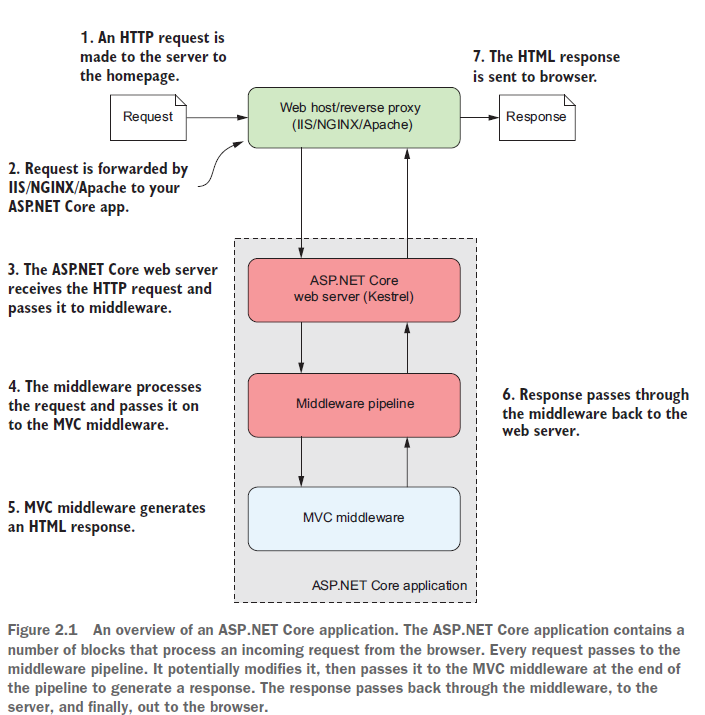 1. An HTTP request is
made to the server to
the homepage.
7. The HTML response
is sent to browser.
Request
Web host/reverse proxy
(IIS/NGINX/Apache)
Response
2. Request is forwarded by
IIS/NGINX/Apache to your
ASP.NET Core app.
3. The ASP.NET Core web server
receives the HTTP request and
passes it to middleware.
ASP.NET Core
web server (Kestrel)
4. The middleware processes
the request and passes it on
to the MVC middleware.
Middleware pipeline
6. Response passes through
the middleware back to the
web server.
5. MVC middleware generates
an HTML response.
MVC middleware
ASP.NET Core application
Figure 2.1 An overview of an ASP.NET Core application. The ASP.NET Core application contains a
number of blocks that process an incoming request from the browser. Every request passes to the
middleware pipeline. It potentially modifies it, then passes it to the MVC middleware at the end of
the pipeline to generate a response. The response passes back through the middleware, to the
server, and finally, out to the browser.